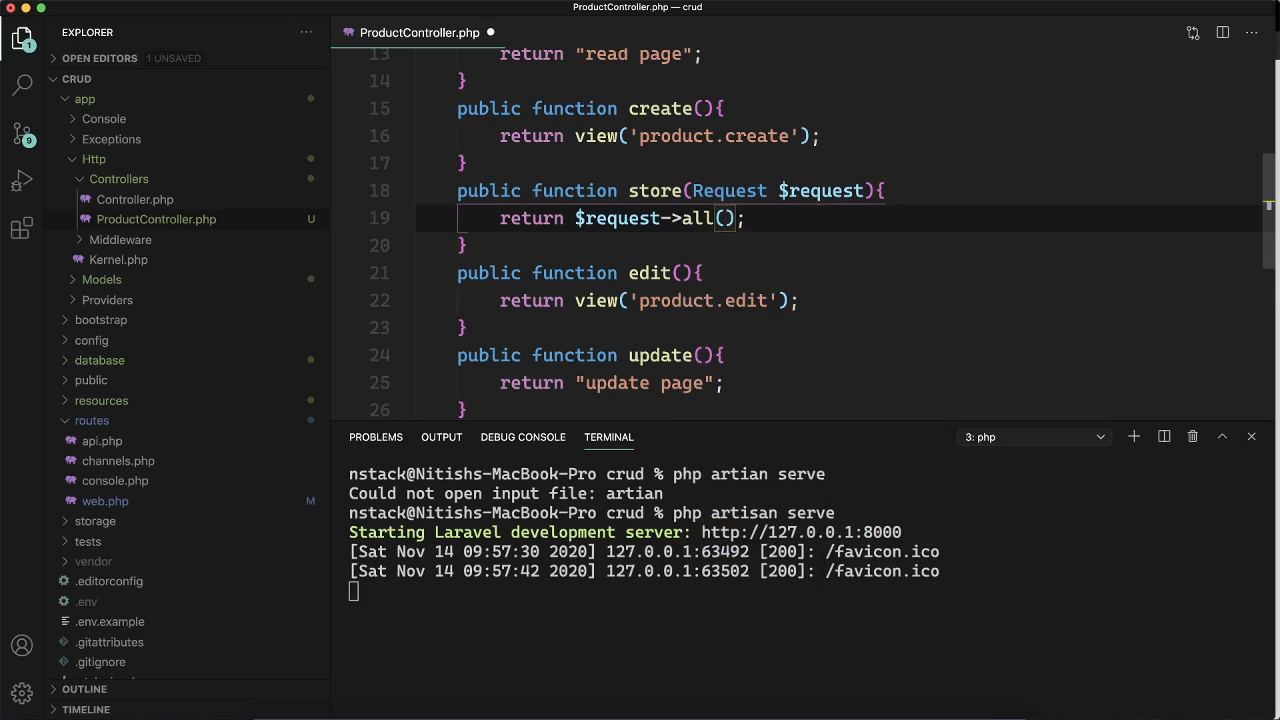 ProductController.php — crud
EXPLORER
OPEN EDITORS 1 UNSAVED
CRUD
app
Console
Exceptions
Http
Controllers
Controller.php
ProductController.php U
Middleware
Kernel.php
Models
Providers
bootstrap
config
database
public
resources
routes
api.php
channels.php
console.php
web.php M
storage
tests
vendor
.editorconfig
.env
.env.example
.gitattributes
.gitignore
OUTLINE
TIMELINE
1
9
ProductController.php
13 return "read page";
14 }
15 public function create(){
16 return view('product.create');
17 }
18 public function store(Request $request){
19 return $request->all();
20 }
21 public function edit(){
22 return view('product.edit');
23 }
24 public function update(){
25 return "update page";
26 }
PROBLEMS OUTPUT DEBUG CONSOLE TERMINAL 3: php
nstack@Nitishs-MacBook-Pro crud % php artian serve
Could not open input file: artian
nstack@Nitishs-MacBook-Pro crud % php artisan serve
Starting Laravel development server: http://127.0.0.1:8000
[Sat Nov 14 09:57:30 2020] 127.0.0.1:63492 [200]: /favicon.ico
[Sat Nov 14 09:57:42 2020] 127.0.0.1:63502 [200]: /favicon.ico